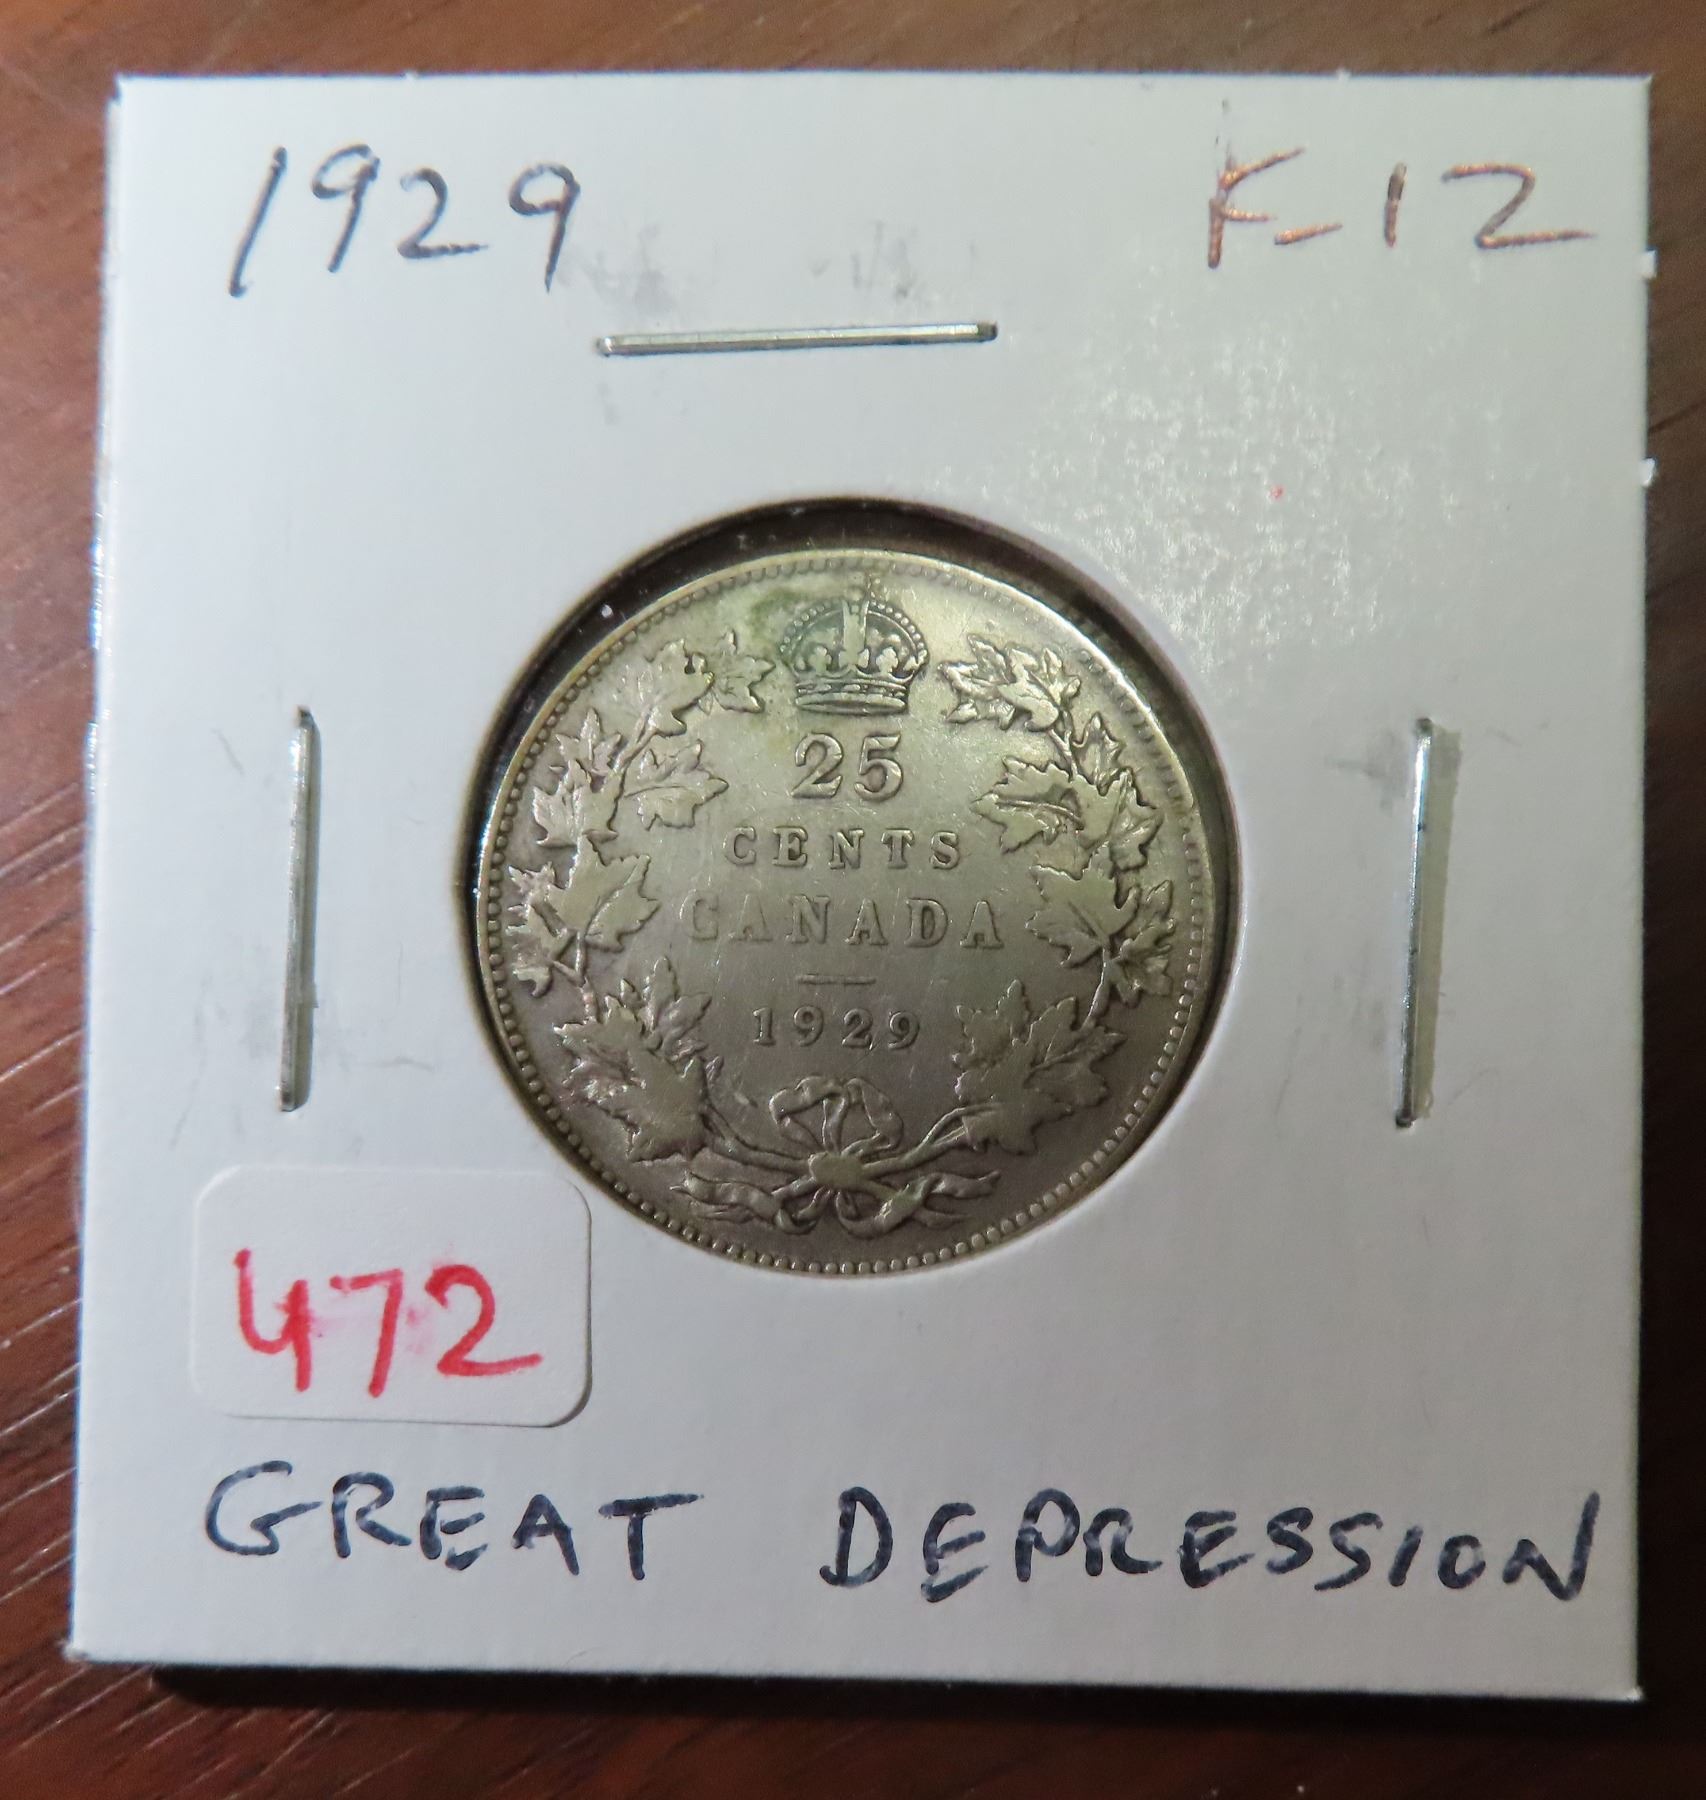 1929 F-12
25
CENTS
CANADA
1929
472
GREAT DEPRESSION